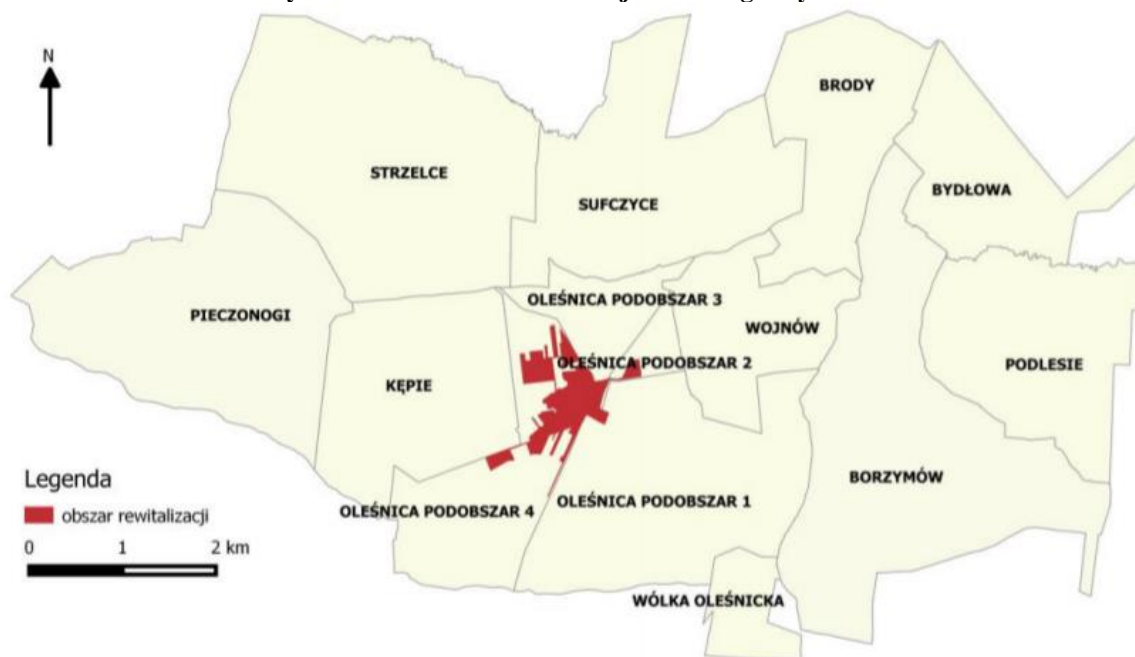 N
BRODY
STRZELCE
BYDŁOWA
SUFCZYCE
OLEŚNICA PODOBSZAR 3
PIECZONOGI
WOJNÓW
OLEŚNICA PODOBSZAR 2
PODLESIE
KĘPIE
BORZYMÓW
OLEŚNICA PODOBSZAR 1
OLEŚNICA PODOBSZAR 4
Legenda
obszar rewitalizacji
0 1 2 km
WÓLKA OLEŚNICKA